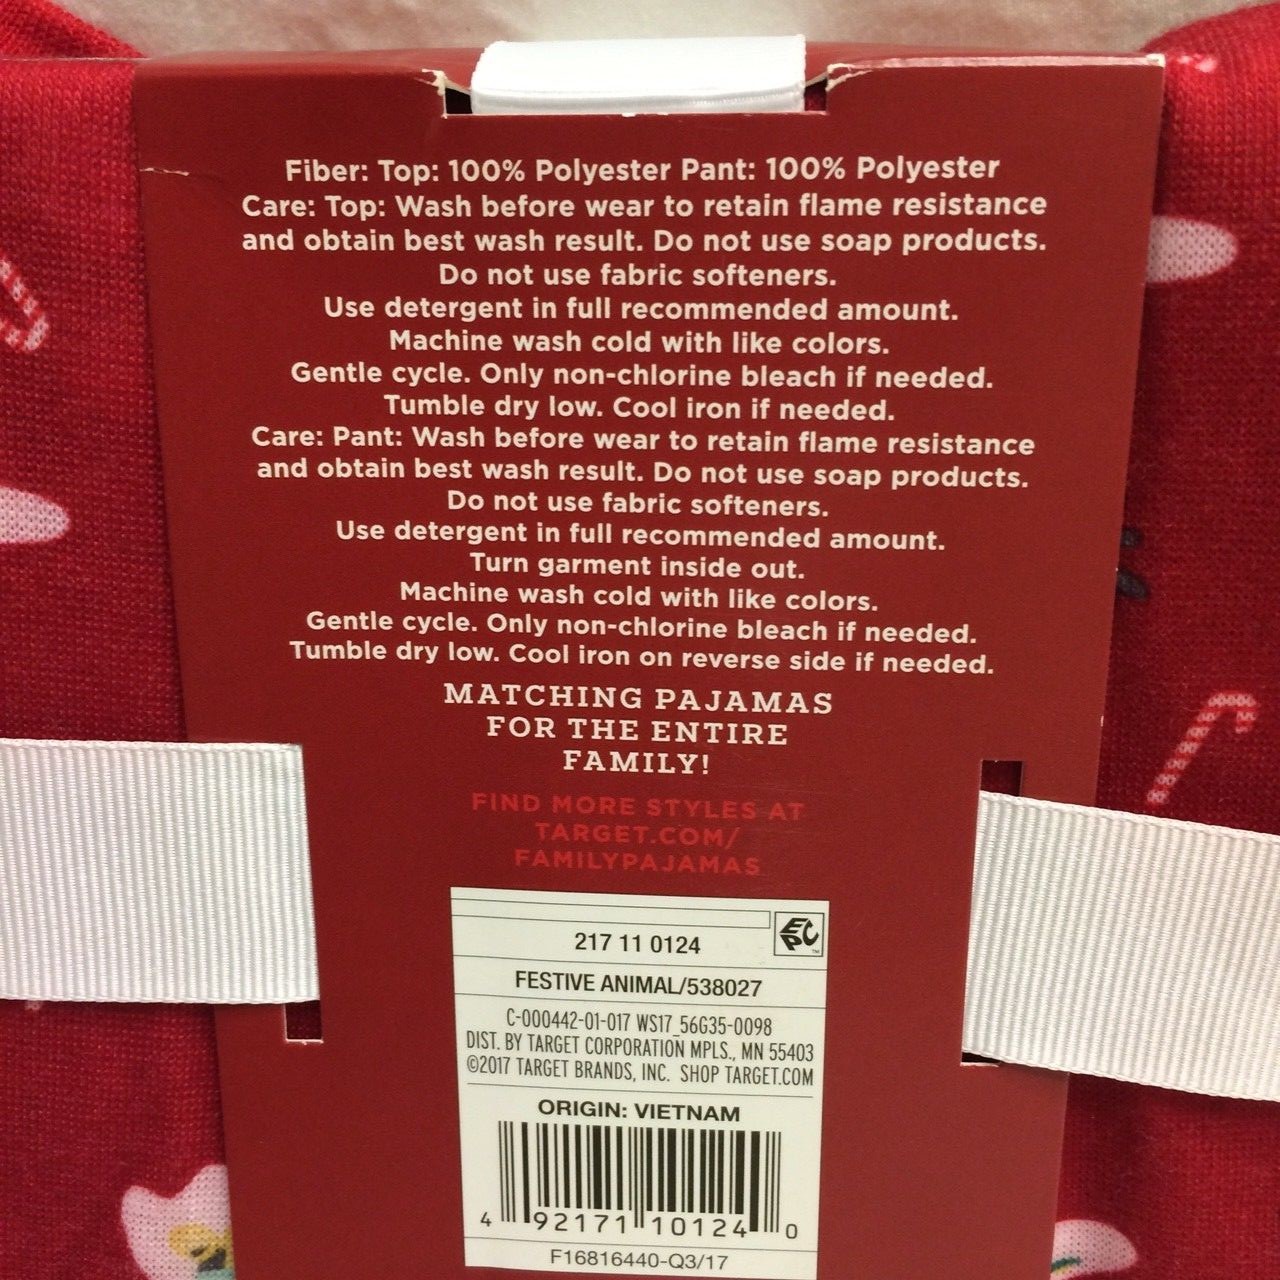 Fiber: Top: 100% Polyester Pant: 100% Polyester
Care: Top: Wash before wear to retain flame resistance
and obtain best wash result. Do not use soap products.
Do not use fabric softeners.
Use detergent in full recommended amount.
Machine wash cold with like colors.
Gentle cycle. Only non-chlorine bleach if needed.
Tumble dry low. Cool iron if needed.
Care: Pant: Wash before wear to retain flame resistance
and obtain best wash result. Do not use soap products.
Do not use fabric softeners.
Use detergent in full recommended amount.
Turn garment inside out.
Machine wash cold with like colors.
Gentle cycle. Only non-chlorine bleach if needed.
Tumble dry low. Cool iron on reverse side if needed.
MATCHING PAJAMAS
FOR THE ENTIRE
FAMILY!
FIND MORE STYLES AT
TARGET.COM/
FAMILYPAJAMAS
EPC
217 11 0124
FESTIVE ANIMAL/538027
C-000442-01-017 WS17_56G35-0098
DIST. BY TARGET CORPORATION MPLS., MN 55403
©2017 TARGET BRANDS, INC. SHOP TARGET.COM
ORIGIN: VIETNAM
4 92171 10124 0
F16816440-Q3/17